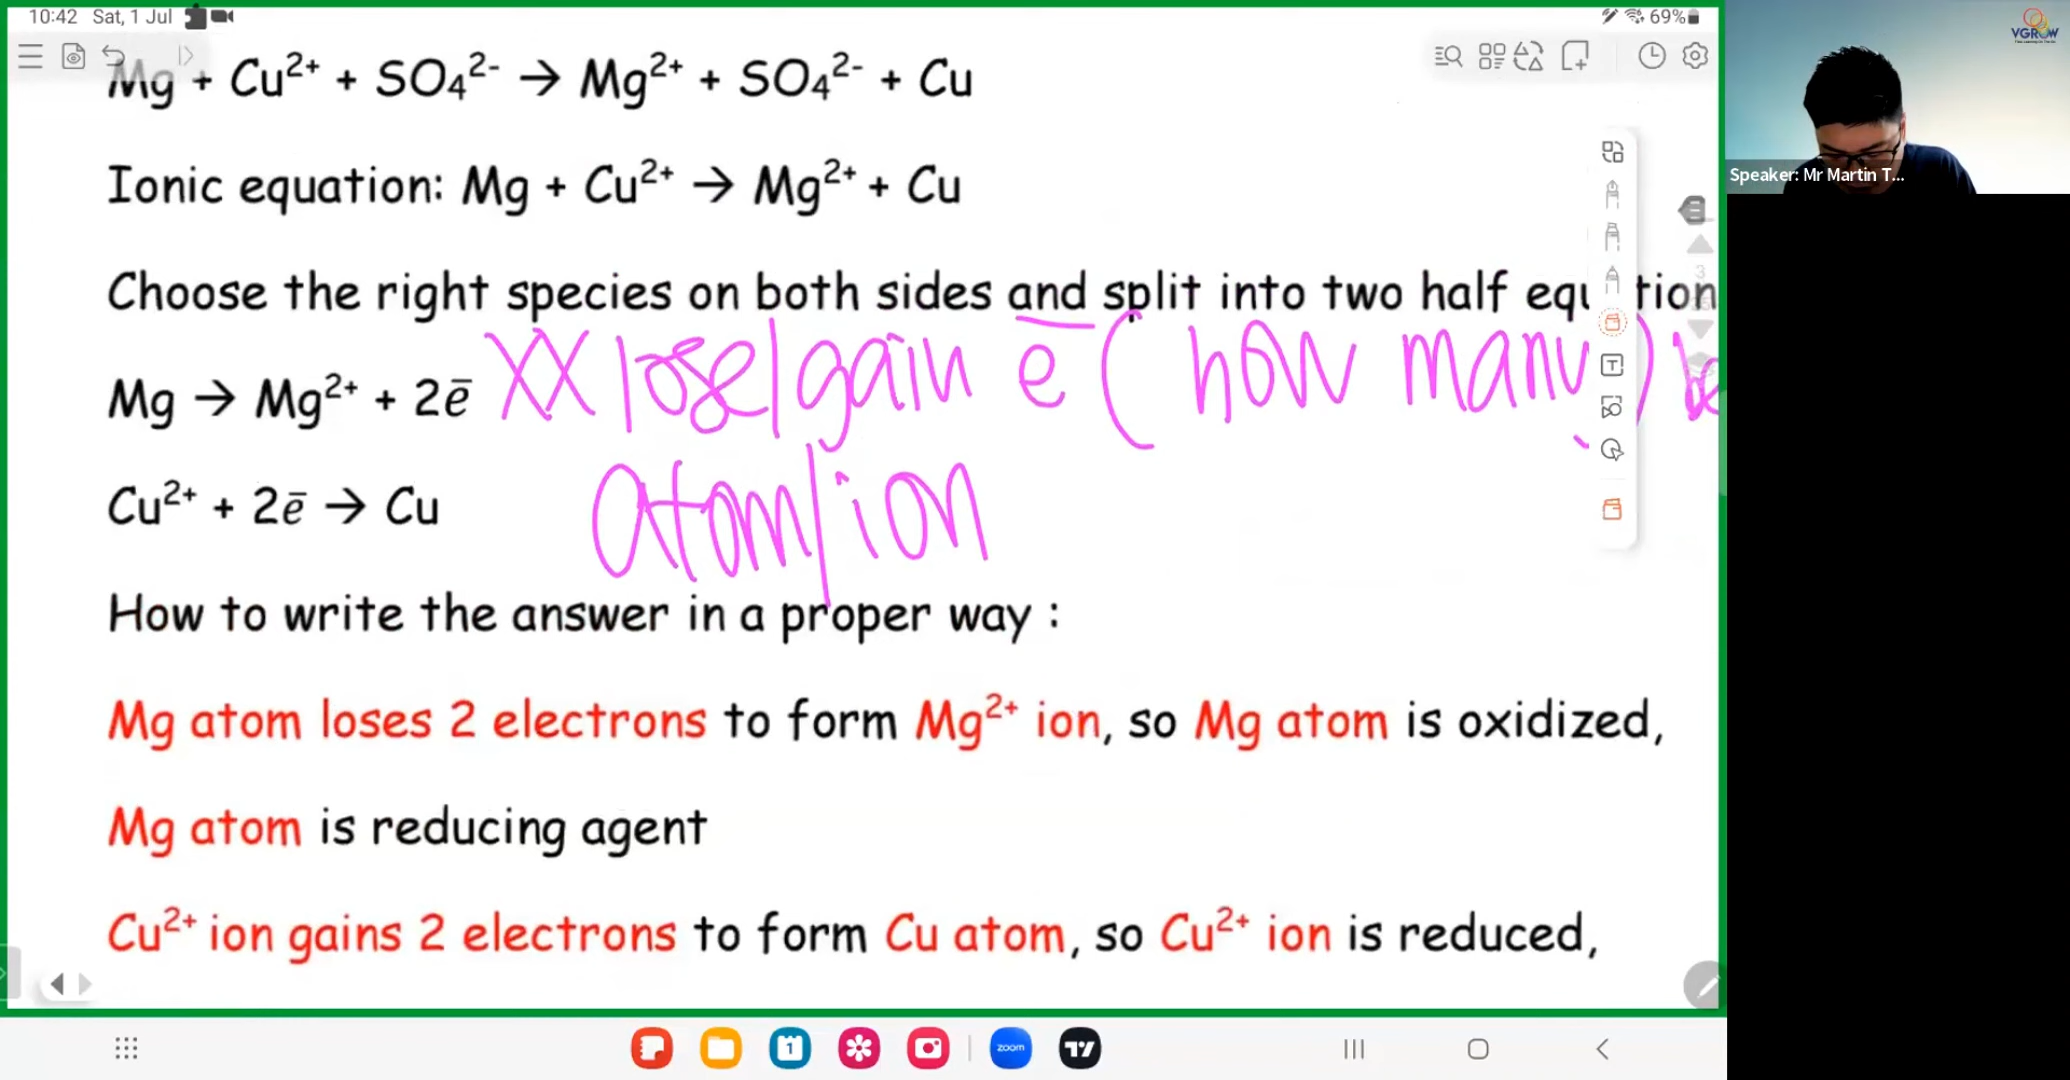 10:42 Sat, 1 Jul
69%
Mg + Cu²⁺ + SO₄²⁻ → Mg²⁺ + SO₄²⁻ + Cu
Ionic equation: Mg + Cu²⁺ → Mg²⁺ + Cu
Choose the right species on both sides and split into two half equ tion
XX lose/gain ē (how many)
Mg → Mg²⁺ + 2ē
atom/ion
Cu²⁺ + 2ē → Cu
How to write the answer in a proper way :
Mg atom loses 2 electrons to form Mg²⁺ ion, so Mg atom is oxidized,
Mg atom is reducing agent
Cu²⁺ ion gains 2 electrons to form Cu atom, so Cu²⁺ ion is reduced,
3
1
zoom
VGROW
Speaker: Mr Martin T...